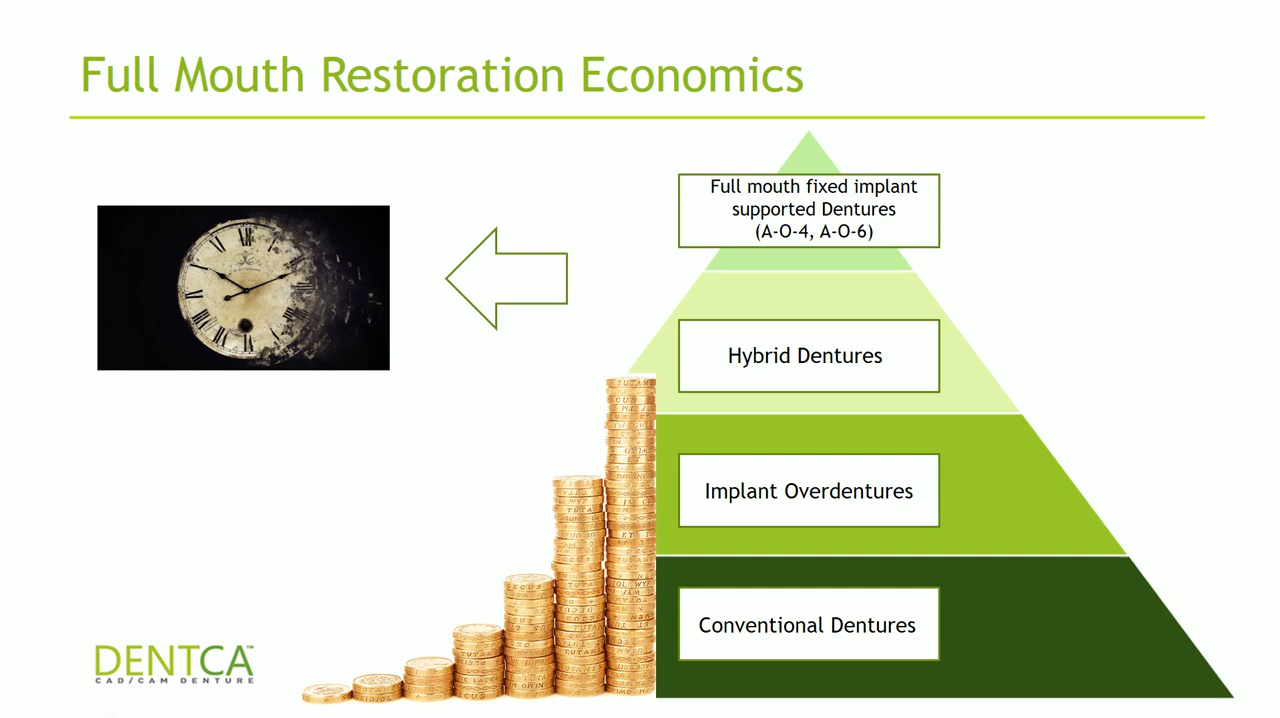 Full Mouth Restoration Economics
Full mouth fixed implant
supported Dentures
(A-O-4, A-O-6)
Hybrid Dentures
Implant Overdentures
Conventional Dentures
DENTCA™
CAD/CAM DENTURE